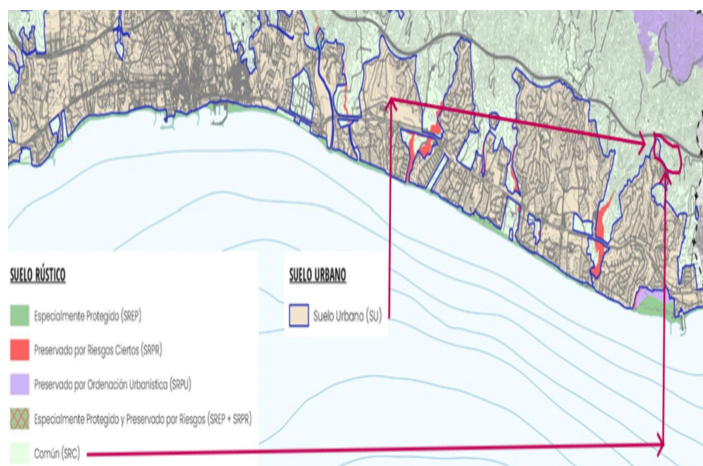 SUELO RÚSTICO
Especialmente Protegido (SREP)
Preservado por Riesgos Ciertos (SRPR)
Preservado por Ordenación Urbanística (SRPU)
Especialmente Protegido y Preservado por Riesgos (SREP + SRPR)
Común (SRC)
SUELO URBANO
Suelo Urbano (SU)